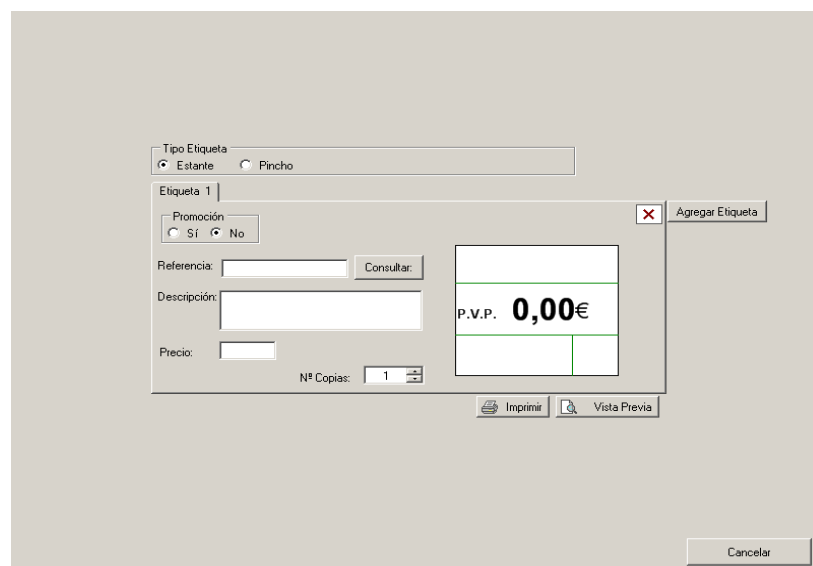 Tipo Etiqueta
Estante Pincho
Etiqueta 1
Promoción
Sí No
Agregar Etiqueta
Referencia: Consultar:
Descripción:
P.V.P. 0,00€
Precio:
Nº Copias: 1
Imprimir Vista Previa
Cancelar